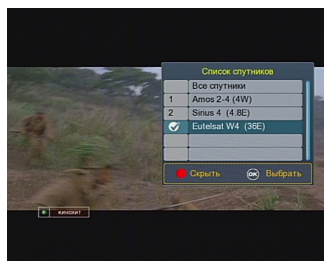 Список спутников
Все спутники
1 Amos 2-4 (4W)
2 Sirius 4 (4.8E)
Eutelsat W4 (36E)
Скрыть OK Выбрать
КИНОХИТ